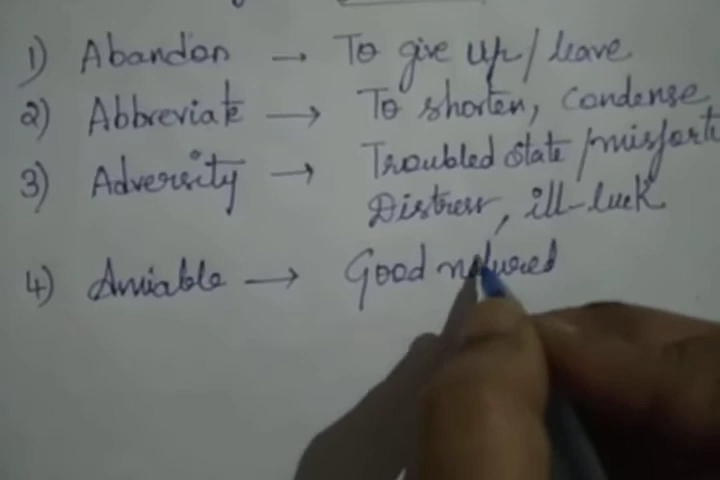 1) Abandon → To give up/leave
2) Abbreviate → To shorten, Condense
3) Adversity → Troubled state/misfort
Distress, ill-luck
4) Amiable → Good natured